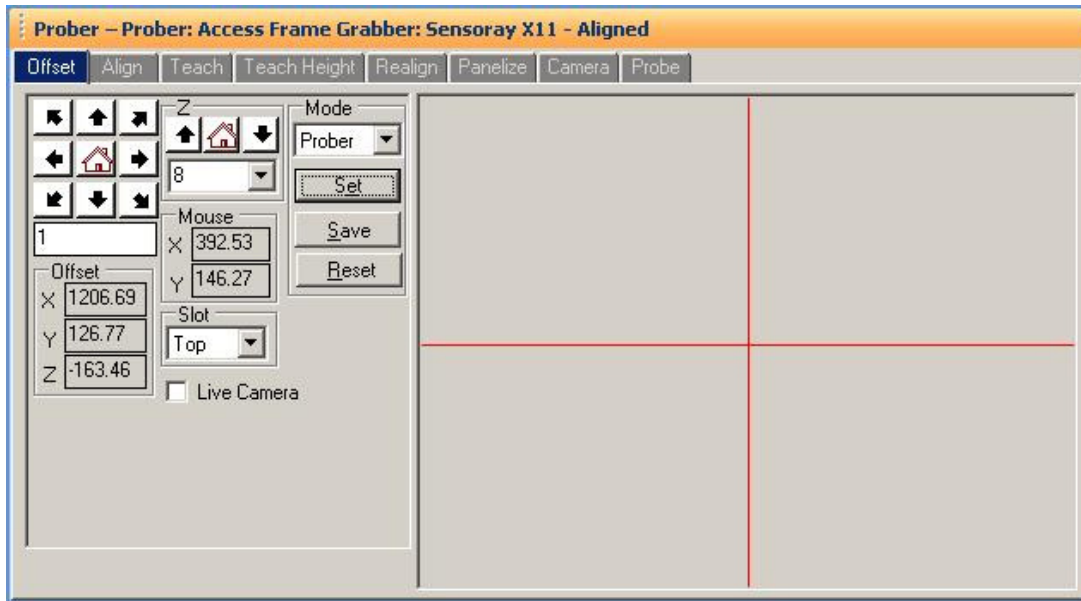 Prober – Prober: Access Frame Grabber: Sensoray X11 - Aligned
Offset Align Teach Teach Height Realign Panelize Camera Probe
Z
8
1
Offset
X 1206.69
Y 126.77
Z -163.46
Mouse
X 392.53
Y 146.27
Slot
Top
Live Camera
Mode
Prober
Set
Save
Reset